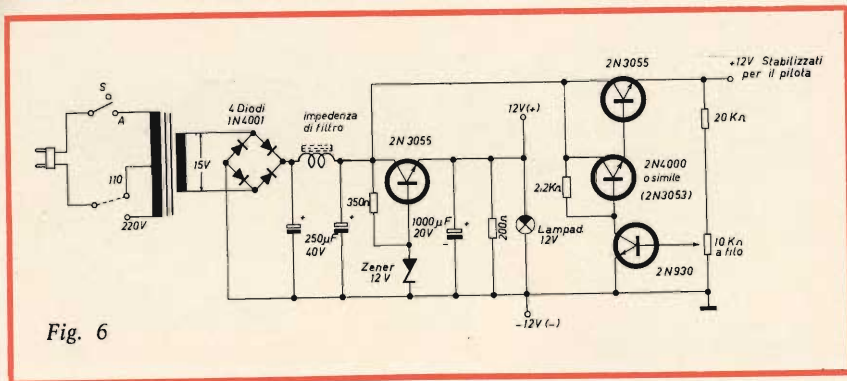 S
A
110
220V
15V
4 Diodi
1N4001
impedenza
di filtro
+
+
250µF
40V
350Ω
2N3055
Zener
12V
1000µF
20V
+
-
200Ω
12V(+)
Lampad.
12V
-12V(-)
2N3055
2,2KΩ
2N4000
o simile
(2N3053)
2N930
+12V Stabilizzati
per il pilota
20KΩ
10KΩ
a filo
Fig. 6